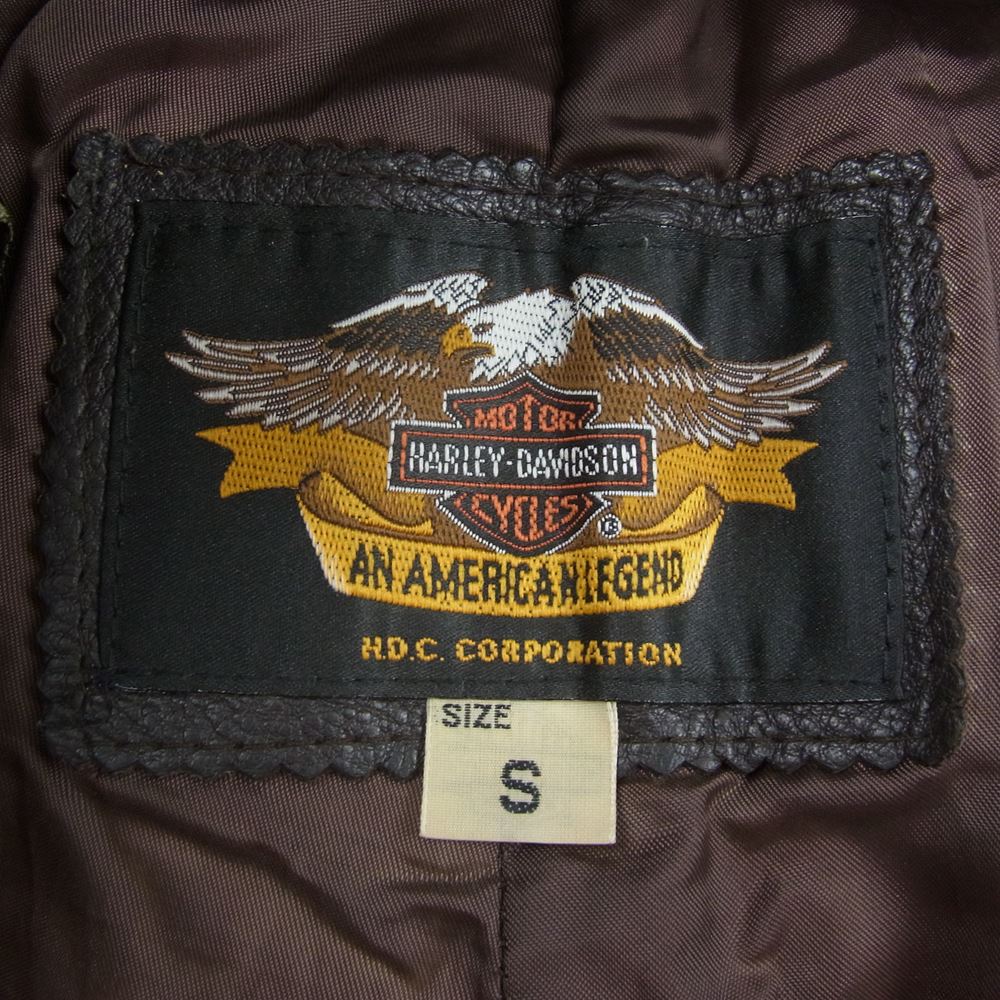 MOTOR
HARLEY-DAVIDSON
CYCLES ®
AN AMERICAN LEGEND
H.D.C. CORPORATION
SIZE
S